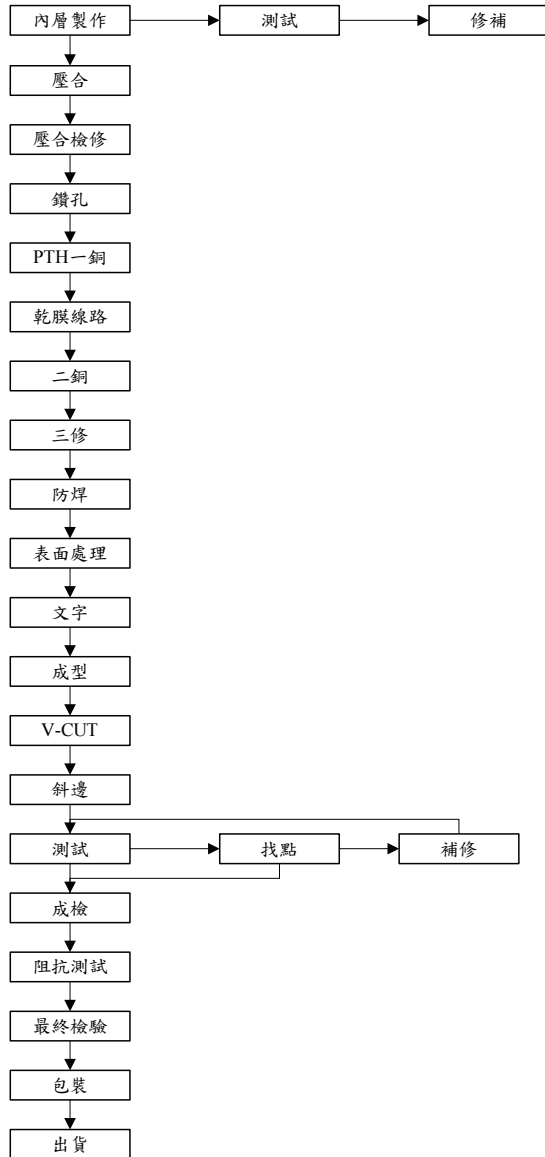 內層製作
測試
修補
壓合
壓合檢修
鑽孔
PTH一銅
乾膜線路
二銅
三修
防焊
表面處理
文字
成型
V-CUT
斜邊
測試
找點
補修
成檢
阻抗測試
最終檢驗
包裝
出貨